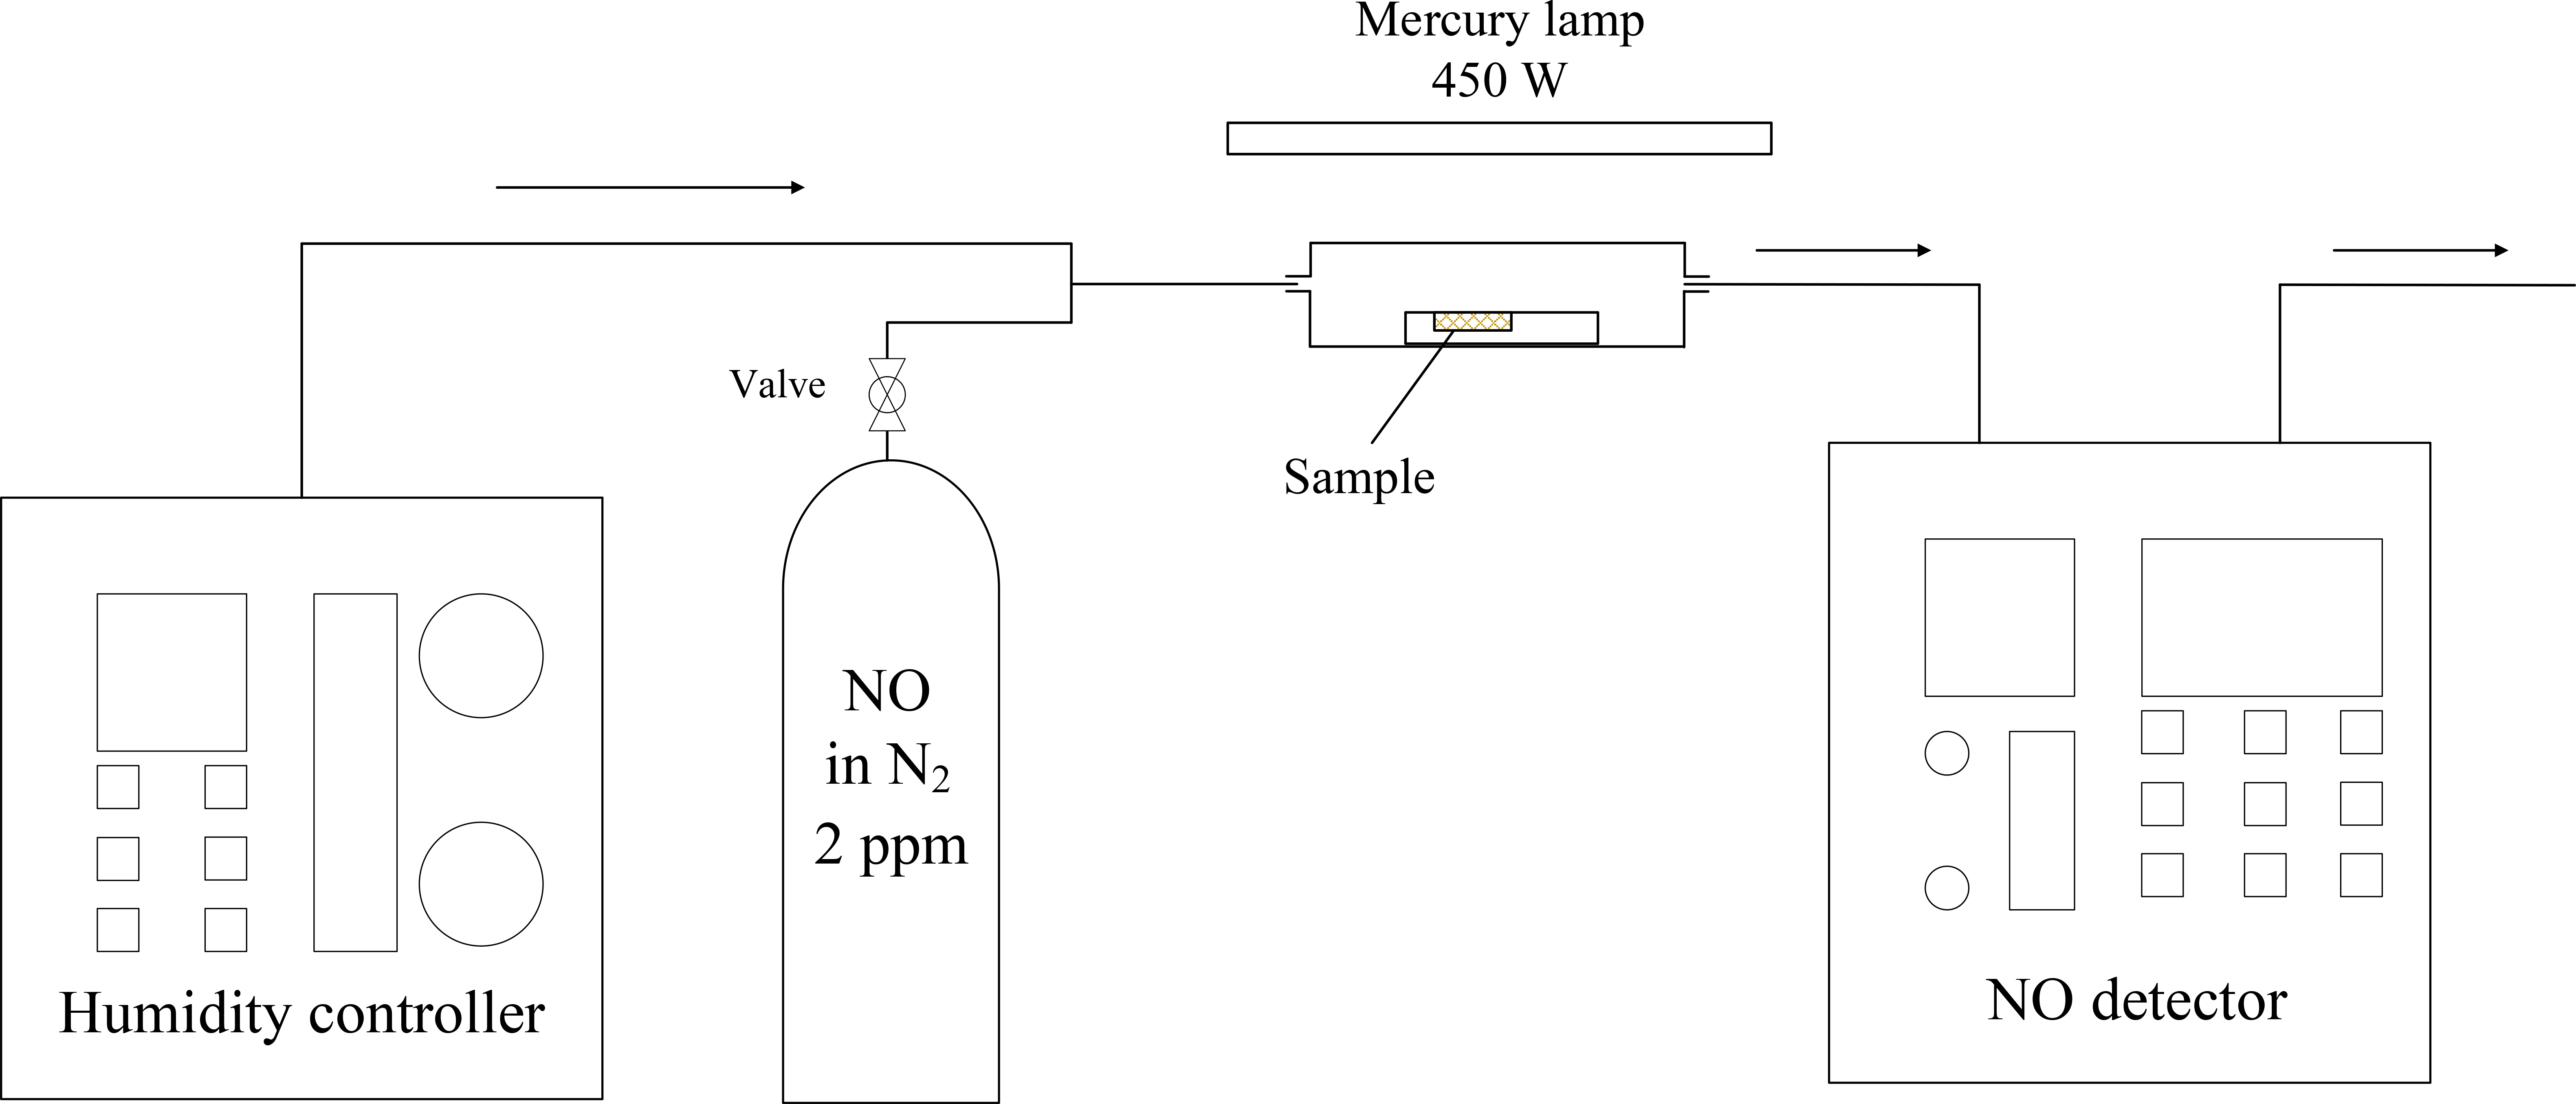 Mercury lamp
450 W
Valve
Sample
NO
in N₂
2 ppm
Humidity controller
NO detector